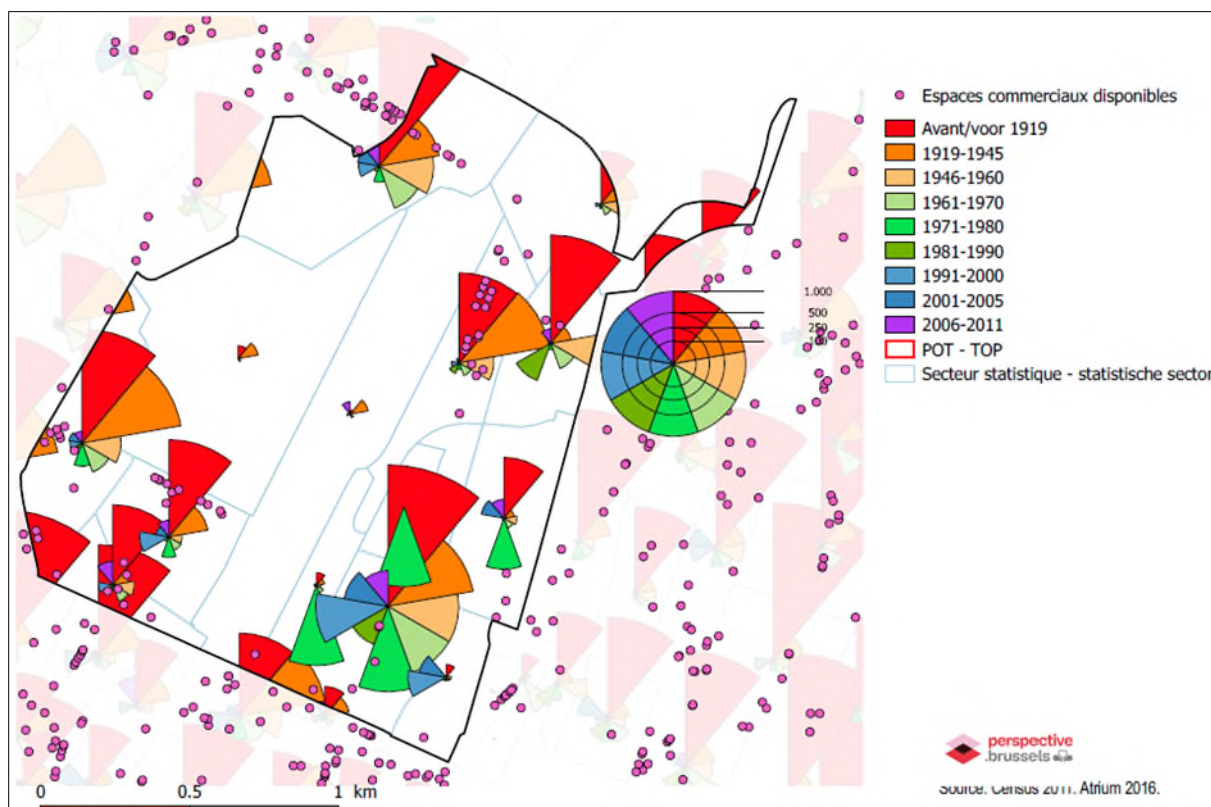 Espaces commerciaux disponibles
Avant/voor 1919
1919-1945
1946-1960
1961-1970
1971-1980
1981-1990
1991-2000
2001-2005
2006-2011
POT - TOP
Secteur statistique - statistische sector
1.000
500
250
perspective
.brussels
Source: Census 2011. Atrium 2016.
0 0.5 1 km